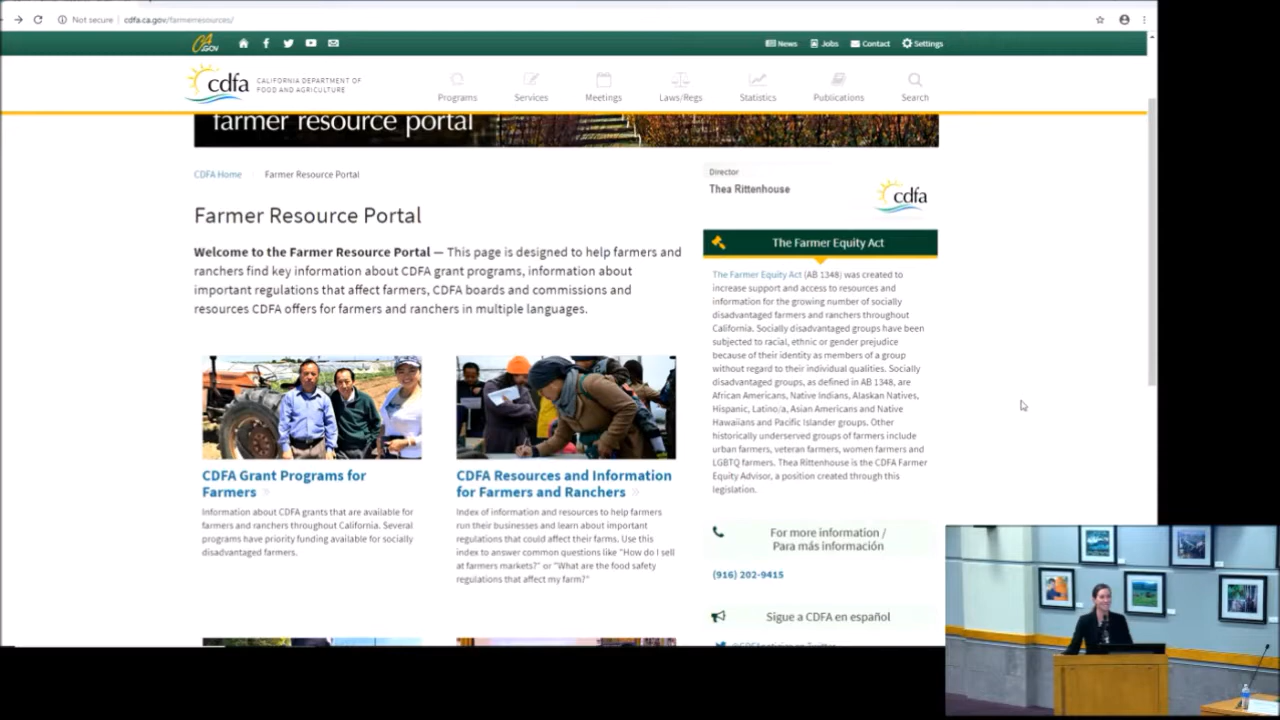 Not secure | cdfa.ca.gov/farmerresources/
CA.GOV
News
Jobs
Contact
Settings
cdfa
CALIFORNIA DEPARTMENT OF
FOOD AND AGRICULTURE
Programs
Services
Meetings
Laws/Regs
Statistics
Publications
Search
farmer resource portal
CDFA Home
Farmer Resource Portal
Farmer Resource Portal
Welcome to the Farmer Resource Portal — This page is designed to help farmers and
ranchers find key information about CDFA grant programs, information about
important regulations that affect farmers, CDFA boards and commissions and
resources CDFA offers for farmers and ranchers in multiple languages.
CDFA Grant Programs for
Farmers »
Information about CDFA grants that are available for
farmers and ranchers throughout California. Several
programs have priority funding available for socially
disadvantaged farmers.
CDFA Resources and Information
for Farmers and Ranchers »
Index of information and resources to help farmers
run their businesses and learn about important
regulations that could affect their farms. Use this
index to answer common questions like "How do I sell
at farmers markets?" or "What are the food safety
regulations that affect my farm?"
Director
Thea Rittenhouse
cdfa
The Farmer Equity Act
The Farmer Equity Act (AB 1348) was created to
increase support and access to resources and
information for the growing number of socially
disadvantaged farmers and ranchers throughout
California. Socially disadvantaged groups have been
subjected to racial, ethnic or gender prejudice
because of their identity as members of a group
without regard to their individual qualities. Socially
disadvantaged groups, as defined in AB 1348, are
African Americans, Native Indians, Alaskan Natives,
Hispanic, Latino/a, Asian Americans and Native
Hawaiians and Pacific Islander groups. Other
historically underserved groups of farmers include
urban farmers, veteran farmers, women farmers and
LGBTQ farmers. Thea Rittenhouse is the CDFA Farmer
Equity Advisor, a position created through this
legislation.
For more information /
Para más información
(916) 202-9415
Sigue a CDFA en español